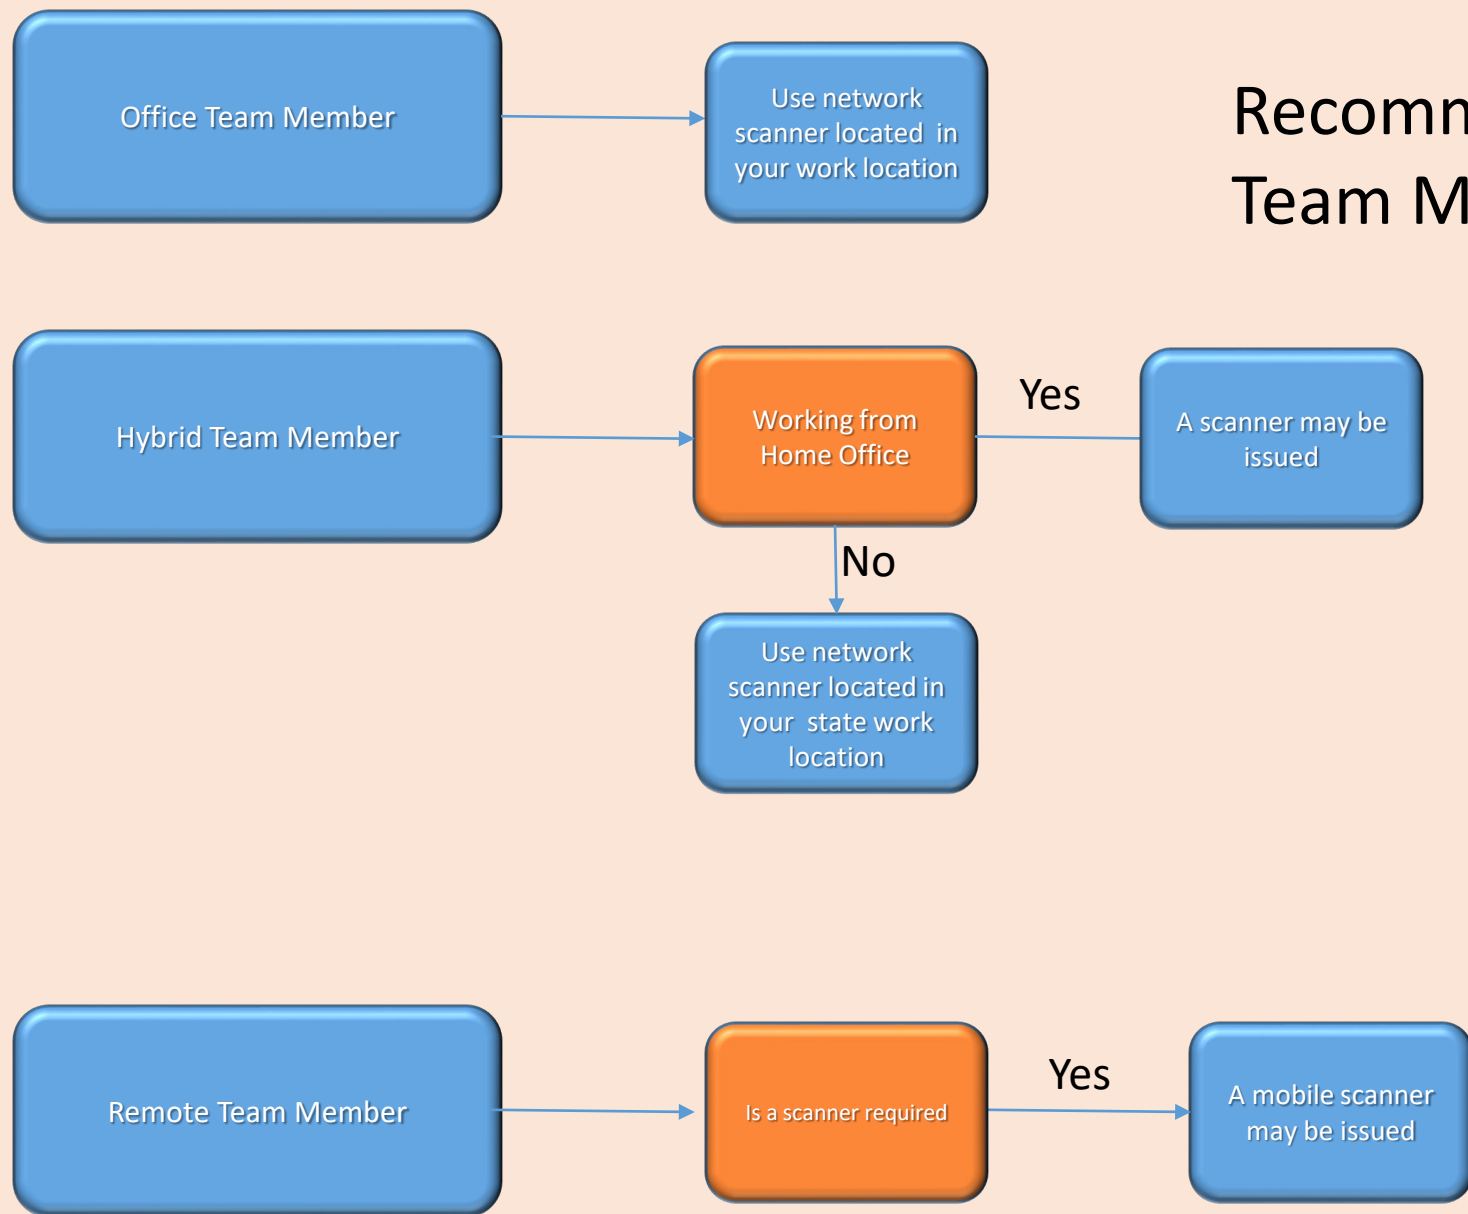 Office Team Member
Use network
scanner located in
your work location
Team
Hybrid Team Member
Working from
Home Office
Yes
A scanner may be
issued
No
Use network
scanner located in
your state work
location
Remote Team Member
Is a scanner required
Yes
A mobile scanner
may be issued